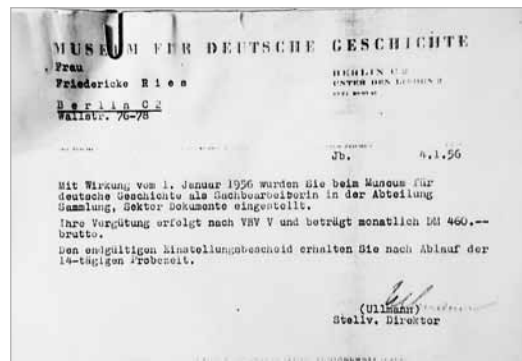 MUSEUM FÜR DEUTSCHE GESCHICHTE
Frau
Friedericke Ries
Berlin C 2
Wallstr. 76-78
BERLIN C 2
UNTER DEN LINDEN 2
Jb. 4.1.56
Mit Wirkung vom 1. Januar 1956 wurden Sie beim Museum für
deutsche Geschichte als Sachbearbeiterin in der Abteilung
Sammlung, Sektor Dokumente eingestellt.
Ihre Vergütung erfolgt nach VBV V und beträgt monatlich DM 460.--
brutto.
Den endgültigen Einstellungsbescheid erhalten Sie nach Ablauf der
14-tägigen Probezeit.
(Ullmann)
Stellv. Direktor